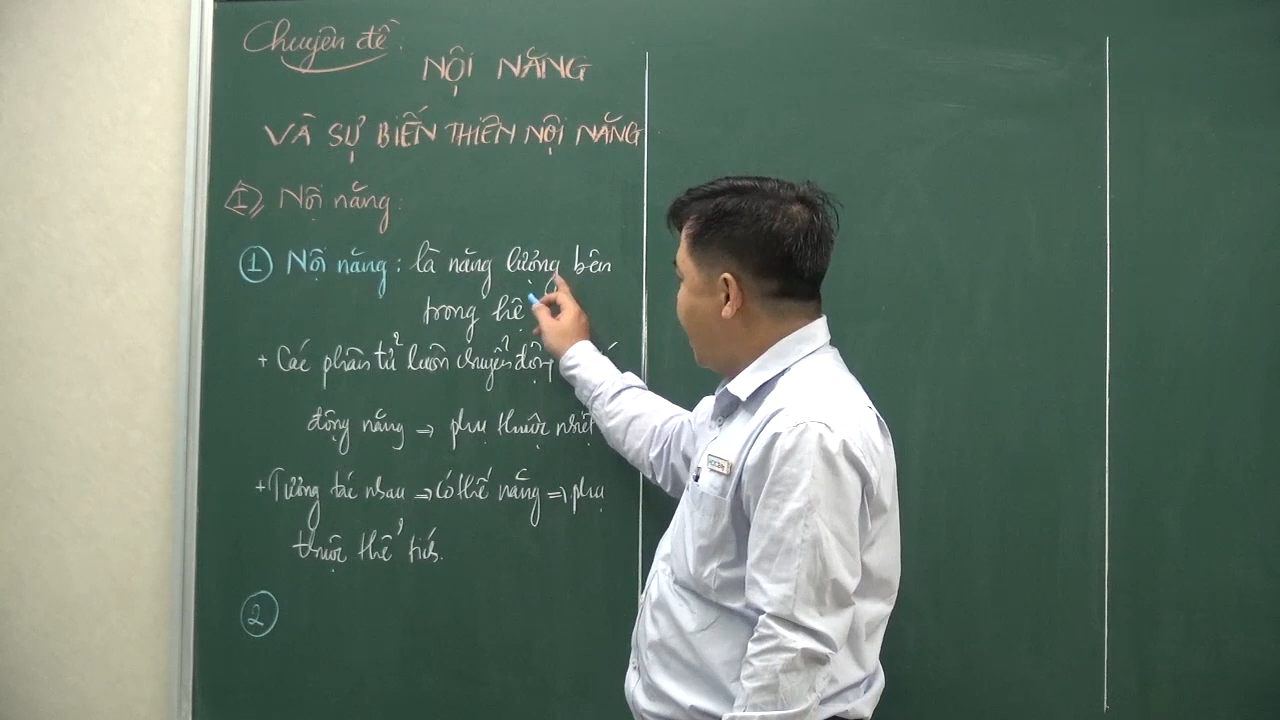 Chuyên đề:
NỘI NĂNG
VÀ SỰ BIẾN THIÊN NỘI NĂNG
I Nội năng:
1 Nội năng: là năng lượng bên
trong hệ
+ Các phân tử luôn chuyển động
động năng ⇒ phụ thuộc nhiệt
+ Tương tác nhau ⇒ có thế năng ⇒ phụ
thuộc thể tích.
2